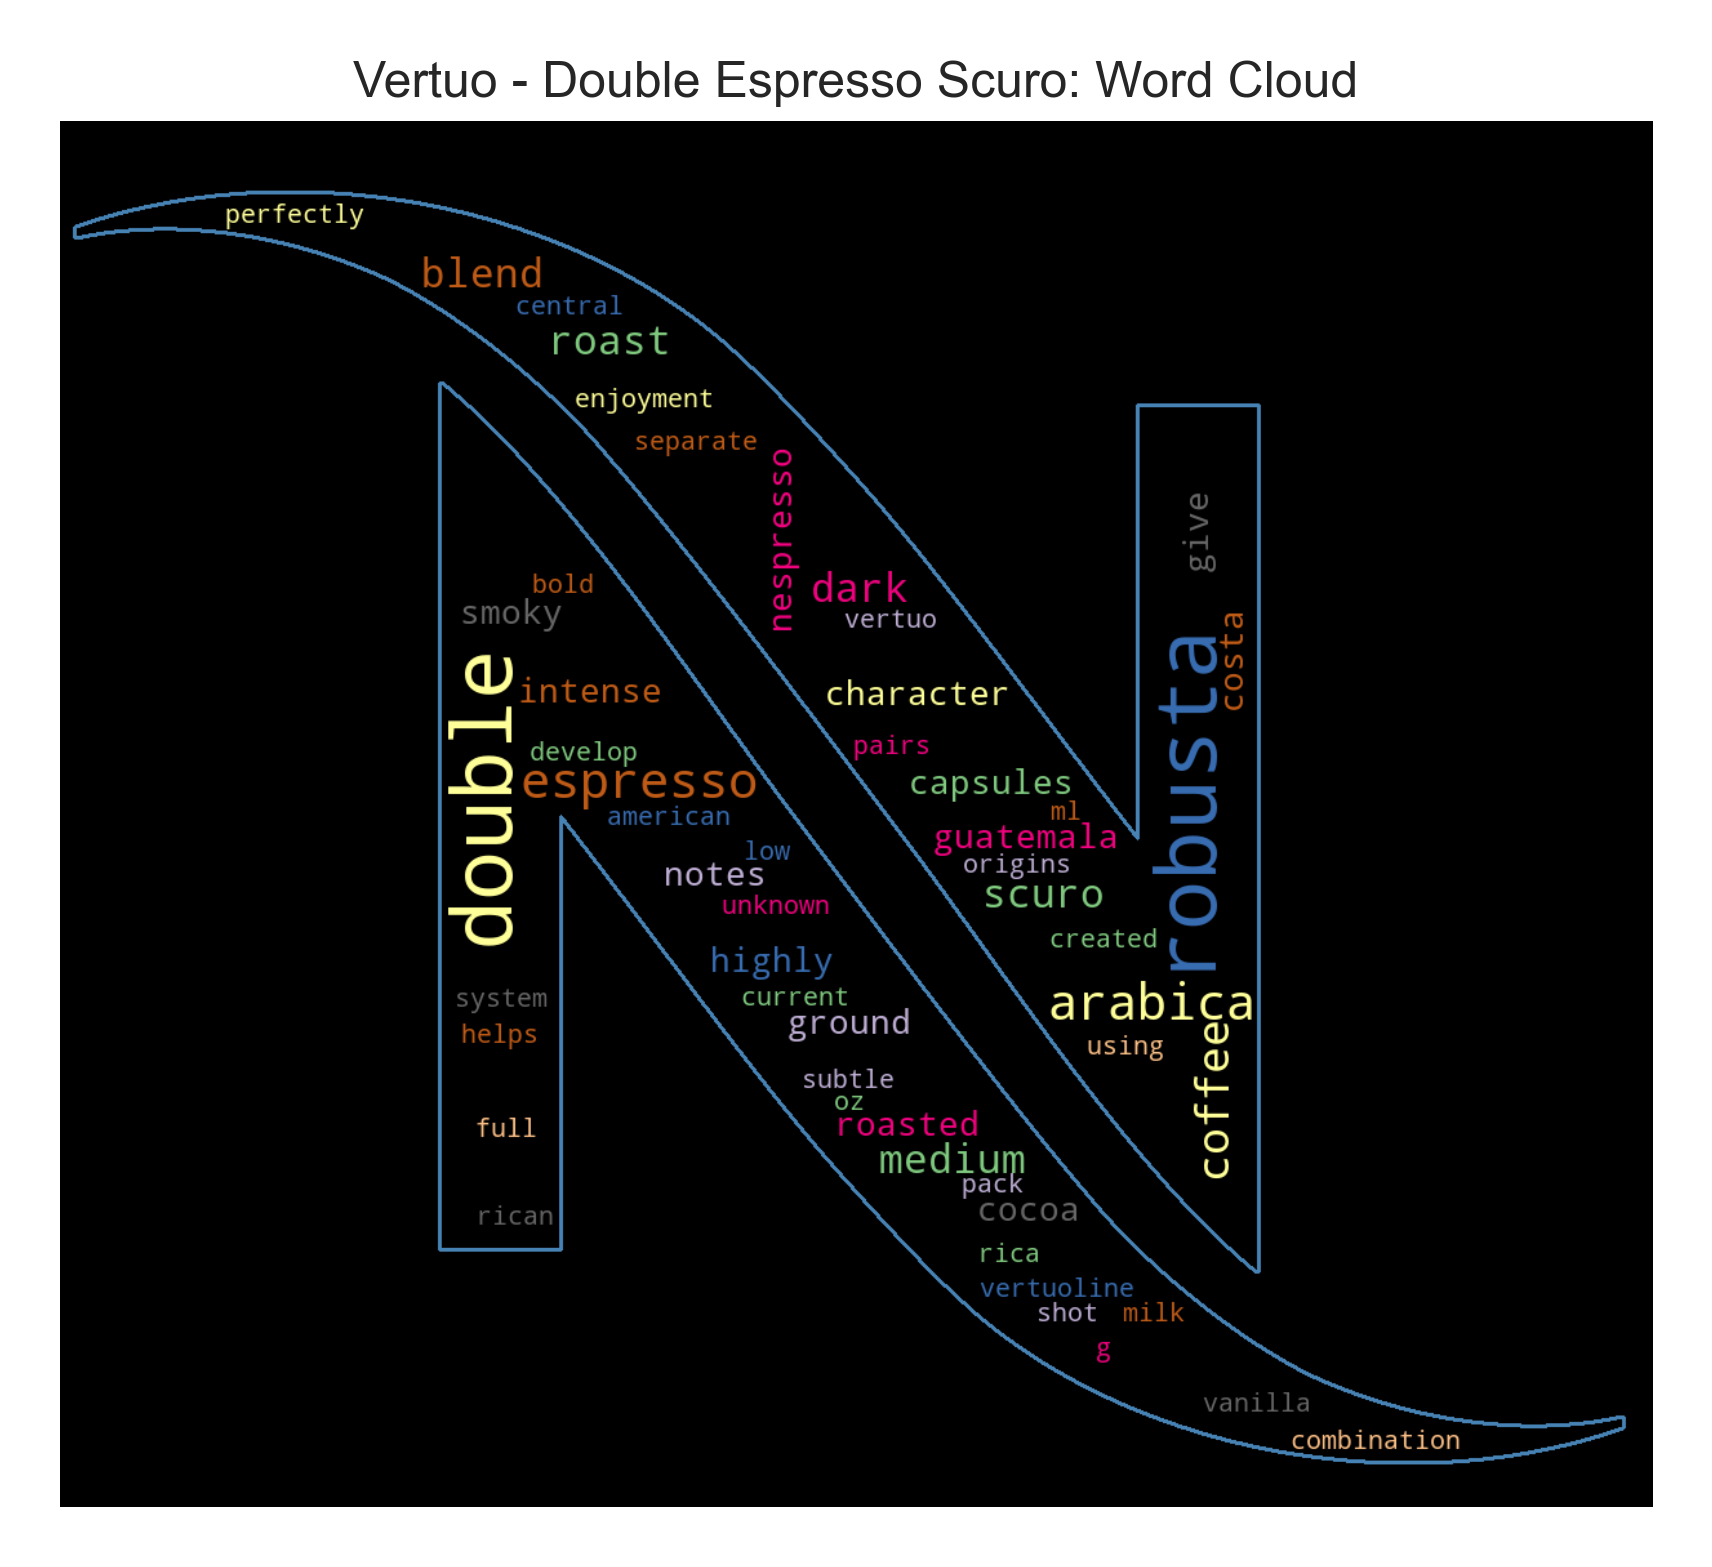 Vertuo - Double Espresso Scuro: Word Cloud
perfectly
blend
central
roast
enjoyment
separate
nespresso
give
bold
dark
smoky
vertuo
costa
double
intense
character
robusta
pairs
develop
espresso
capsules
american
ml
guatemala
low
origins
notes
scuro
unknown
created
highly
system
current
arabica
ground
helps
using
coffee
subtle
oz
full
roasted
medium
pack
rican
cocoa
rica
vertuoline
shot
milk
g
vanilla
combination